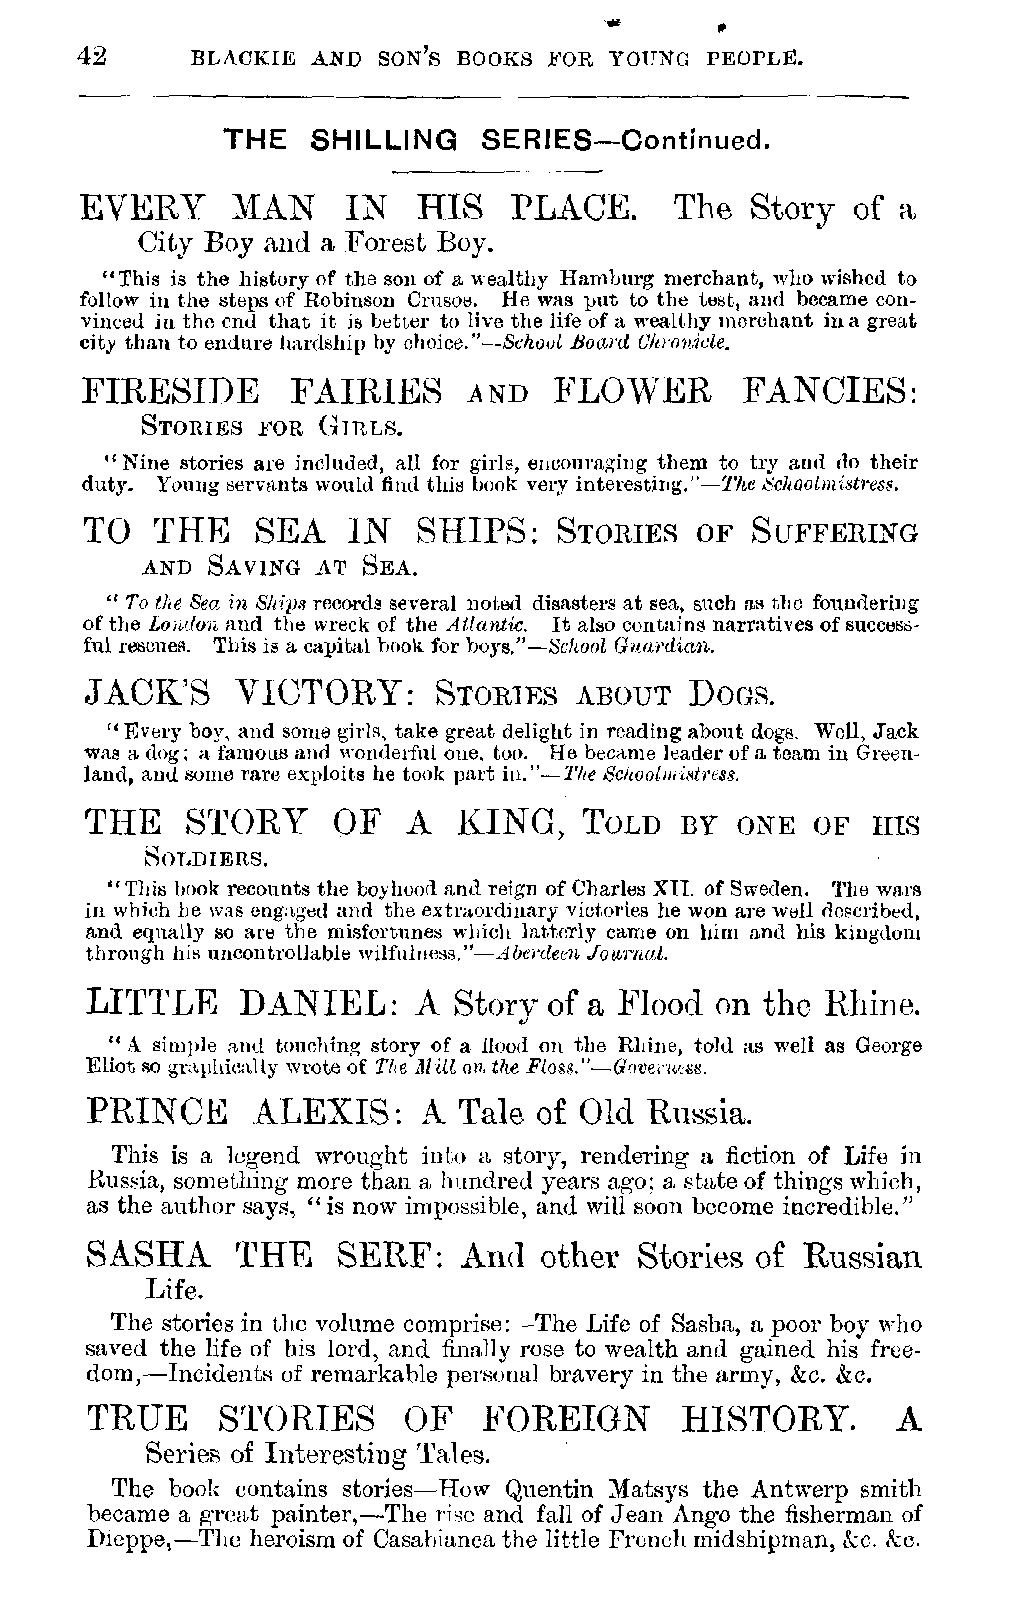 42 BLACKIE AND SON'S BOOKS FOR YOUNG PEOPLE.
THE SHILLING SERIES—Continued.
EVERY MAN IN HIS PLACE. The Story of a
City Boy and a Forest Boy.
"This is the history of the son of a wealthy Hamburg merchant, who wished to
follow in the steps of Robinson Crusoe. He was put to the test, and became con-
vinced in the end that it is better to live the life of a wealthy merchant in a great
city than to endure hardship by choice."—School Board Chronicle.
FIRESIDE FAIRIES AND FLOWER FANCIES:
STORIES FOR GIRLS.
"Nine stories are included, all for girls, encouraging them to try and do their
duty. Young servants would find this book very interesting."—The Schoolmistress.
TO THE SEA IN SHIPS: STORIES OF SUFFERING
AND SAVING AT SEA.
"To the Sea in Ships records several noted disasters at sea, such as the foundering
of the London and the wreck of the Atlantic. It also contains narratives of success-
ful rescues. This is a capital book for boys."—School Guardian.
JACK'S VICTORY: STORIES ABOUT DOGS.
"Every boy, and some girls, take great delight in reading about dogs. Well, Jack
was a dog; a famous and wonderful one, too. He became leader of a team in Green-
land, and some rare exploits he took part in."—The Schoolmistress.
THE STORY OF A KING, TOLD BY ONE OF HIS
SOLDIERS.
"This book recounts the boyhood and reign of Charles XII. of Sweden. The wars
in which he was engaged and the extraordinary victories he won are well described,
and equally so are the misfortunes which latterly came on him and his kingdom
through his uncontrollable wilfulness."—Aberdeen Journal.
LITTLE DANIEL: A Story of a Flood on the Rhine.
"A simple and touching story of a flood on the Rhine, told as well as George
Eliot so graphically wrote of The Mill on the Floss."—Governess.
PRINCE ALEXIS: A Tale of Old Russia.
This is a legend wrought into a story, rendering a fiction of Life in
Russia, something more than a hundred years ago; a state of things which,
as the author says, "is now impossible, and will soon become incredible."
SASHA THE SERF: And other Stories of Russian
Life.
The stories in the volume comprise:—The Life of Sasha, a poor boy who
saved the life of his lord, and finally rose to wealth and gained his free-
dom,—Incidents of remarkable personal bravery in the army, &c. &c.
TRUE STORIES OF FOREIGN HISTORY. A
Series of Interesting Tales.
The book contains stories—How Quentin Matsys the Antwerp smith
became a great painter,—The rise and fall of Jean Ango the fisherman of
Dieppe,—The heroism of Casabianca the little French midshipman, &c. &c.